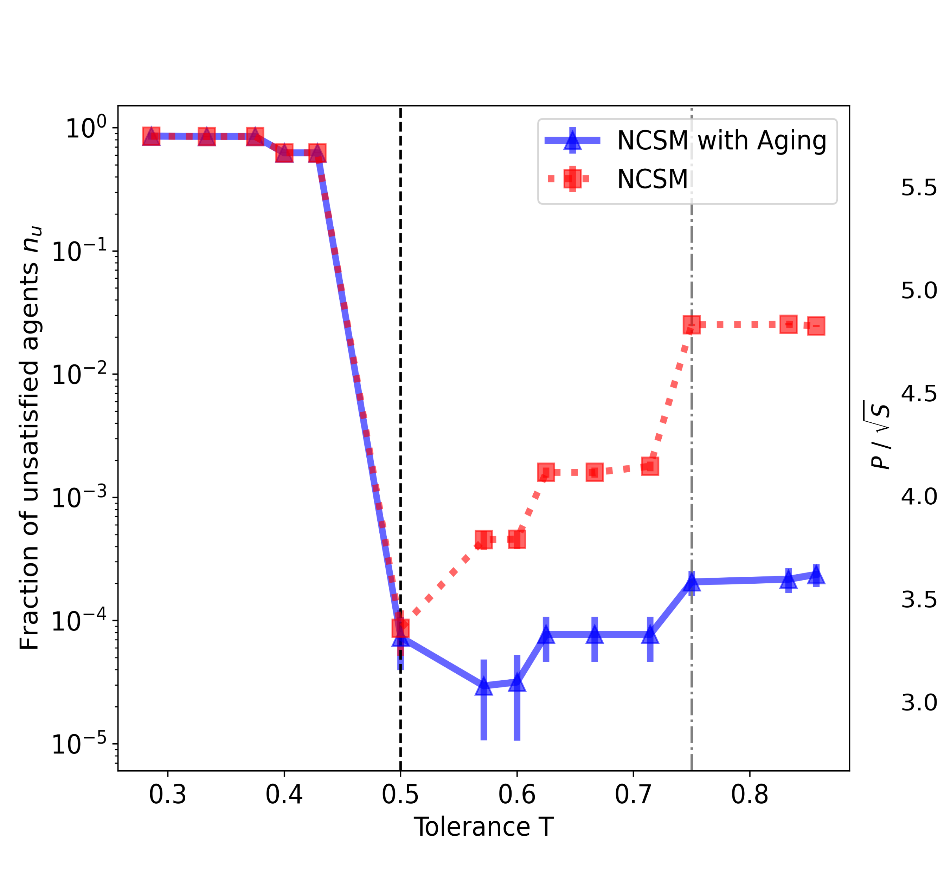 10^0
10^-1
10^-2
10^-3
10^-4
10^-5
Fraction of unsatisfied agents n_u
NCSM with Aging
NCSM
0.3 0.4 0.5 0.6 0.7 0.8
Tolerance T
5.5
5.0
4.5
4.0
3.5
3.0
P / √S